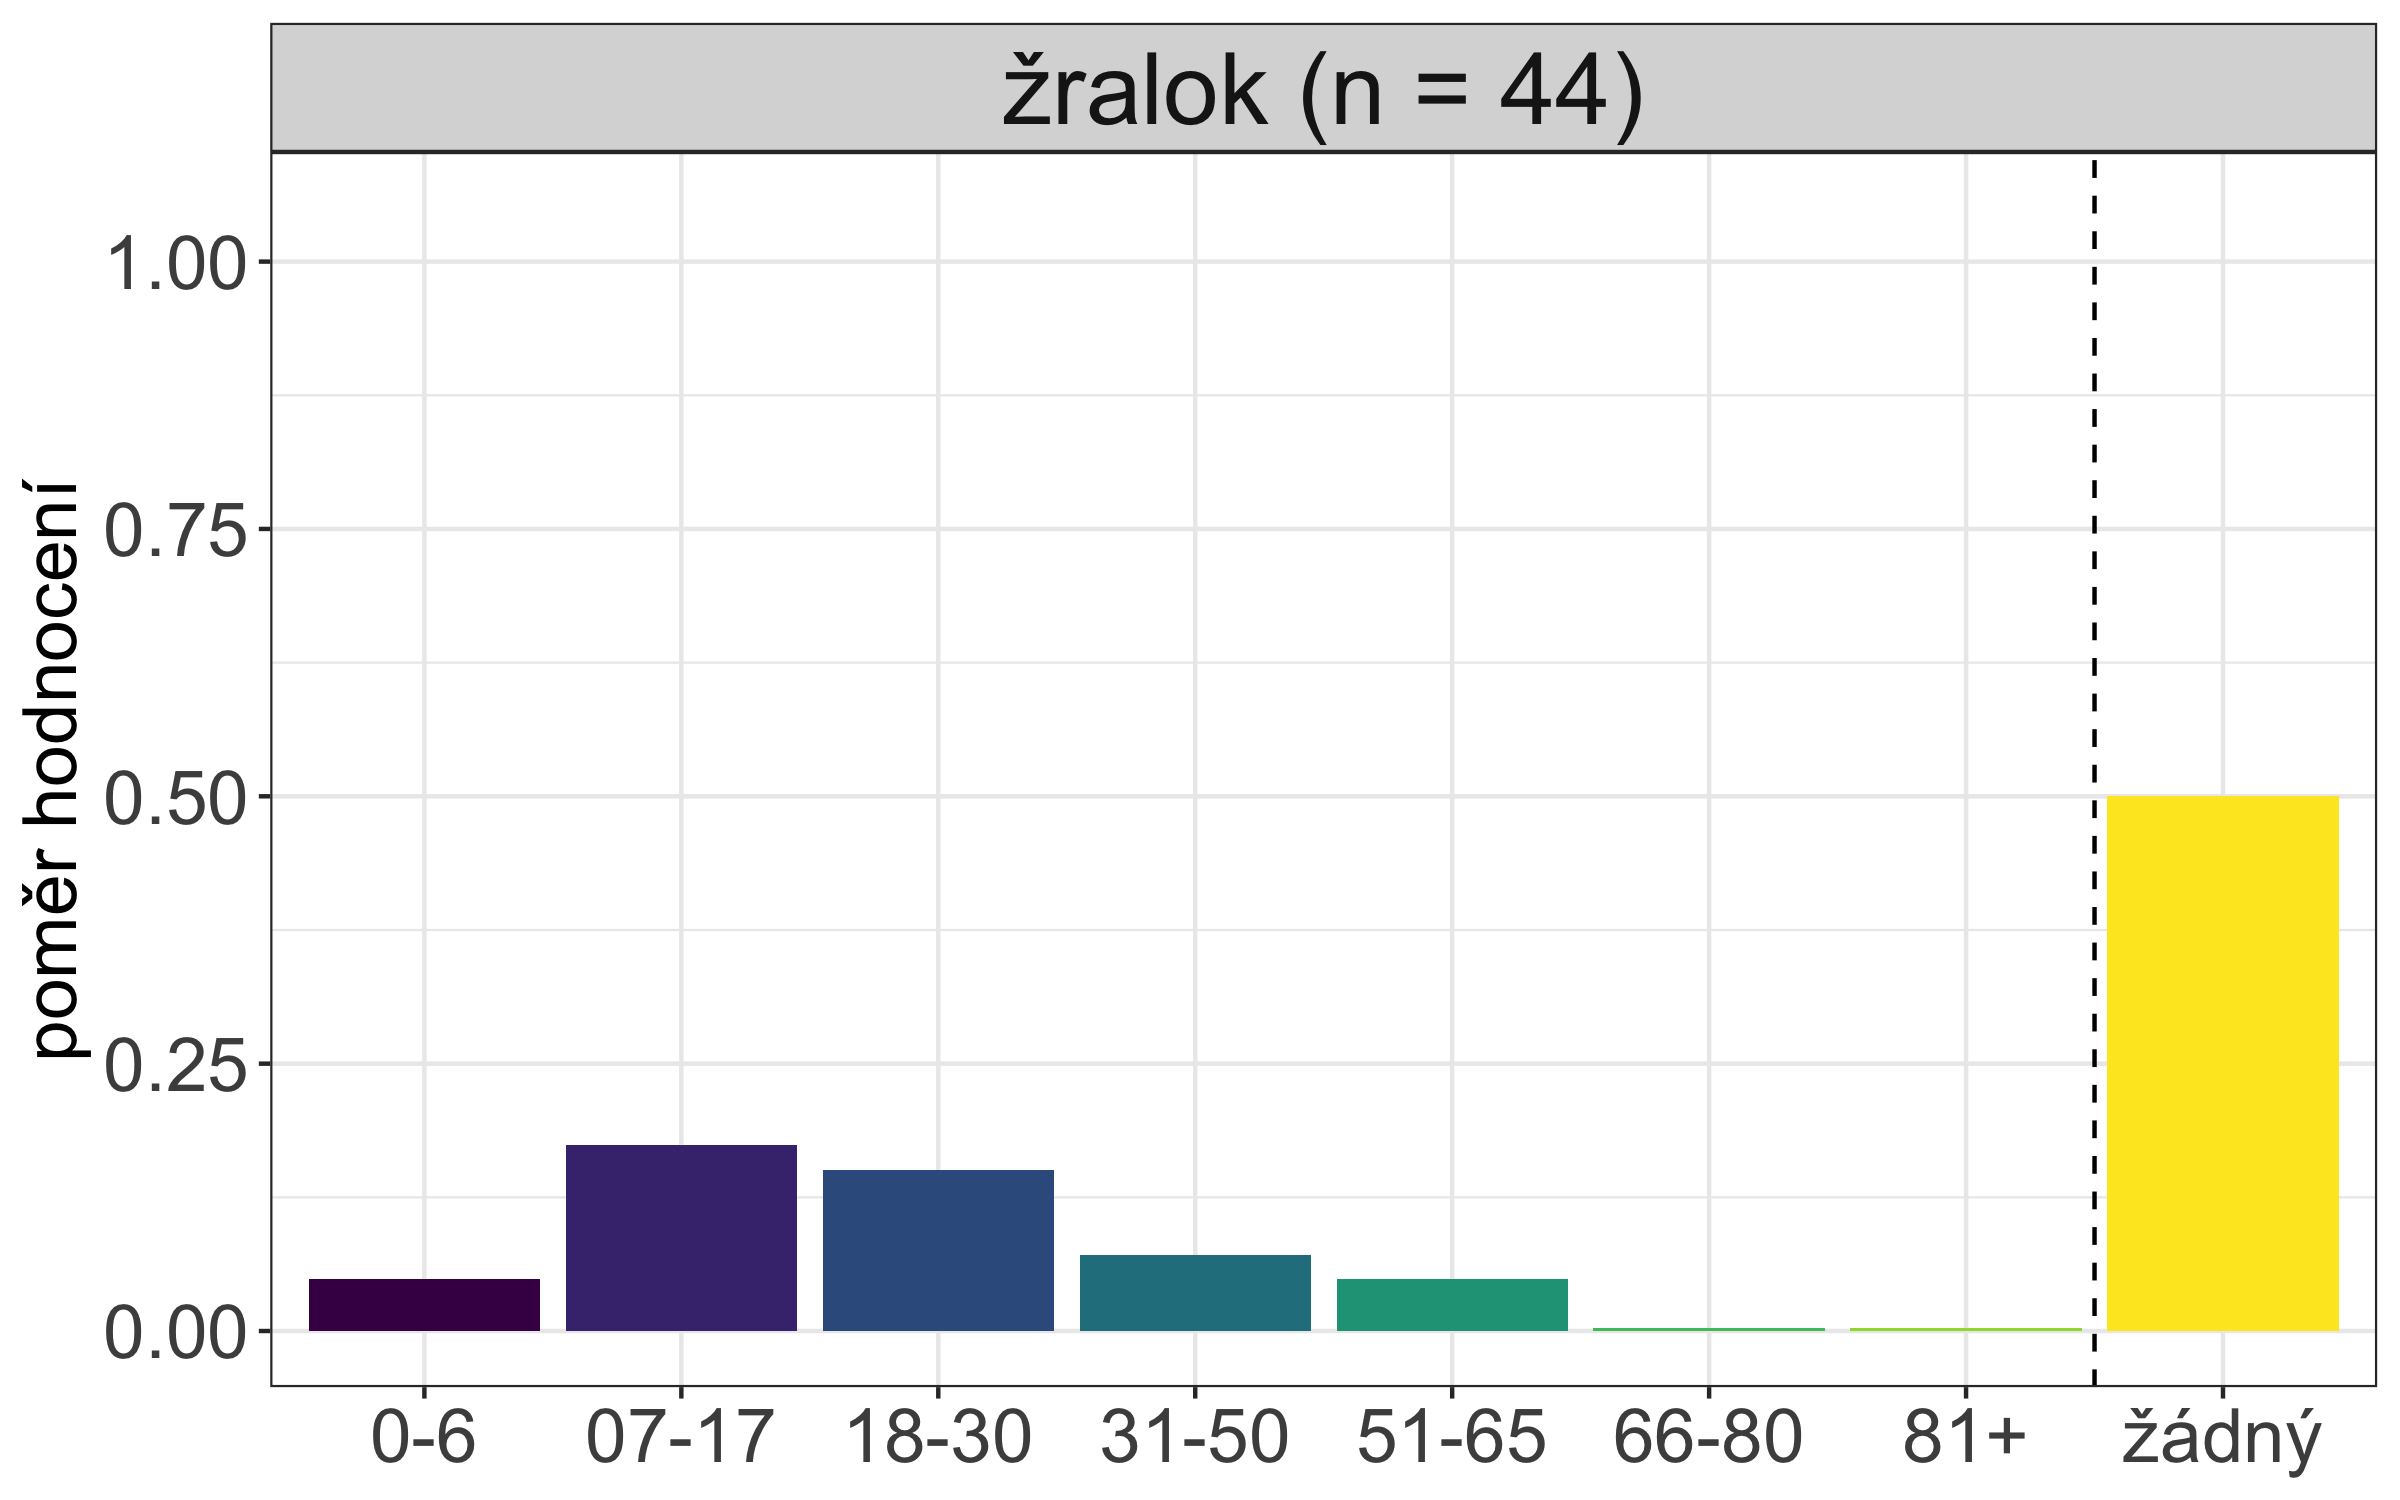 žralok (n = 44)
poměr hodnocení
1.00
0.75
0.50
0.25
0.00
0-6 07-17 18-30 31-50 51-65 66-80 81+ žádný